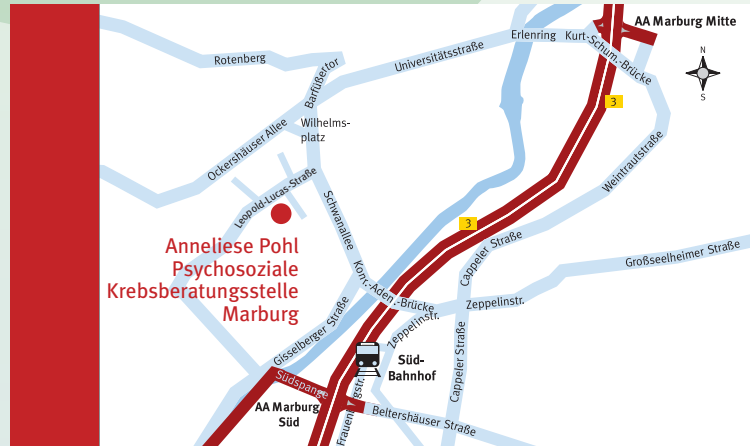 AA Marburg Mitte
Erlenring
Kurt-Schum.-Brücke
Universitätsstraße
Rotenberg
Barfüßertor
N
S
3
Wilhelms-
platz
Ockershäuser Allee
Weintrautstraße
Leopold-Lucas-Straße
Schwanallee
3
Anneliese Pohl
Psychosoziale
Krebsberatungsstelle
Marburg
Cappeler Straße
Großseelheimer Straße
Konr.-Aden.-Brücke
Zeppelinstr.
Zeppelinstr.
Gisselberger Straße
Cappeler Straße
Süd-
Bahnhof
Südspange
AA Marburg
Süd
Beltershäuser Straße